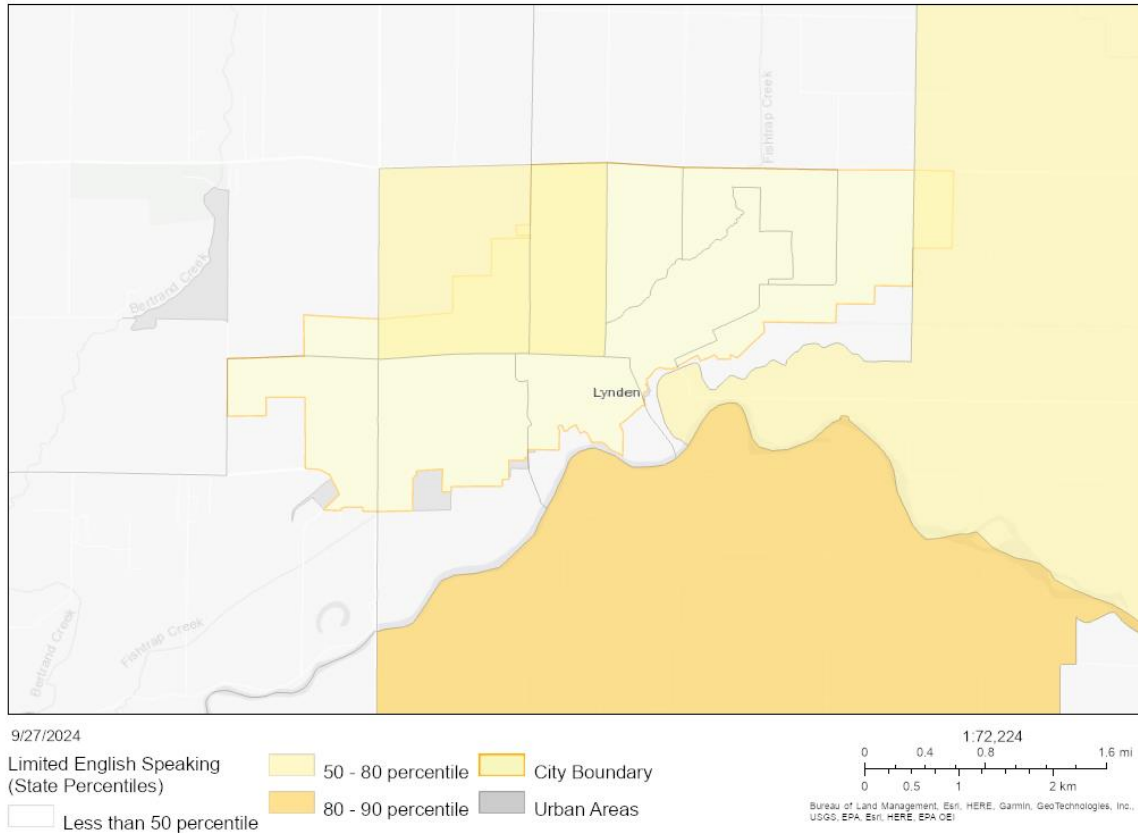 Fishtrap Creek
Bertrand Creek
Lynden
Fishtrap Creek
Bertrand Creek
9/27/2024
Limited English Speaking
(State Percentiles)
Less than 50 percentile
50 - 80 percentile
80 - 90 percentile
City Boundary
Urban Areas
1:72,224
0 0.4 0.8 1.6 mi
0 0.5 1 2 km
Bureau of Land Management, Esri, HERE, Garmin, GeoTechnologies, Inc.,
USGS, EPA, Esri, HERE, EPA OEI